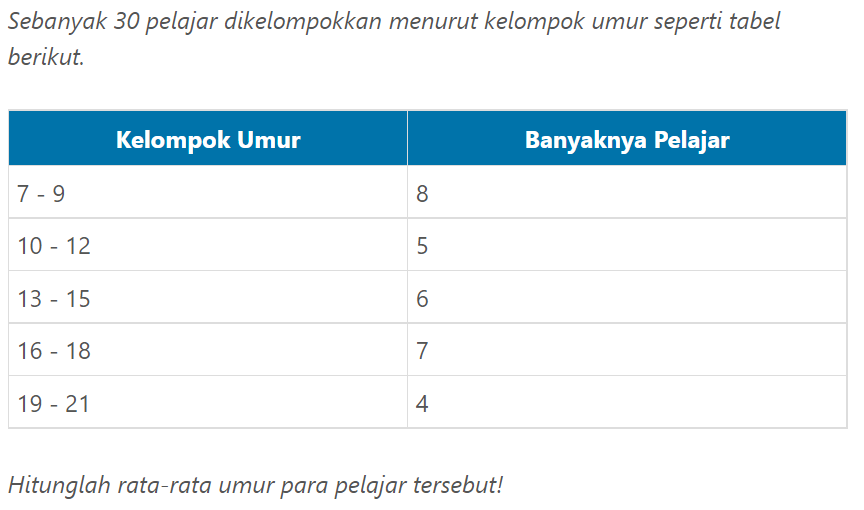 Sebanyak 30 pelajar dikelompokkan menurut kelompok umur seperti tabel
berikut.
Kelompok Umur Banyaknya Pelajar
7 - 9 8
10 - 12 5
13 - 15 6
16 - 18 7
19 - 21 4
Hitunglah rata-rata umur para pelajar tersebut!